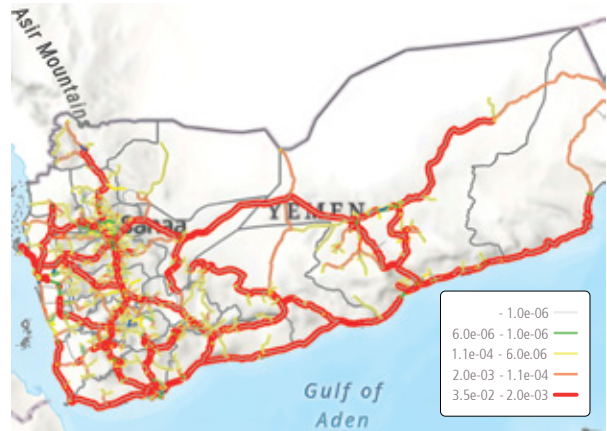 Asir Mountains
Sanaa
YEMEN
Gulf of
Aden
- 1.0e-06
6.0e-06 - 1.0e-06
1.1e-04 - 6.0e.06
2.0e-03 - 1.1e-04
3.5e-02 - 2.0e-03